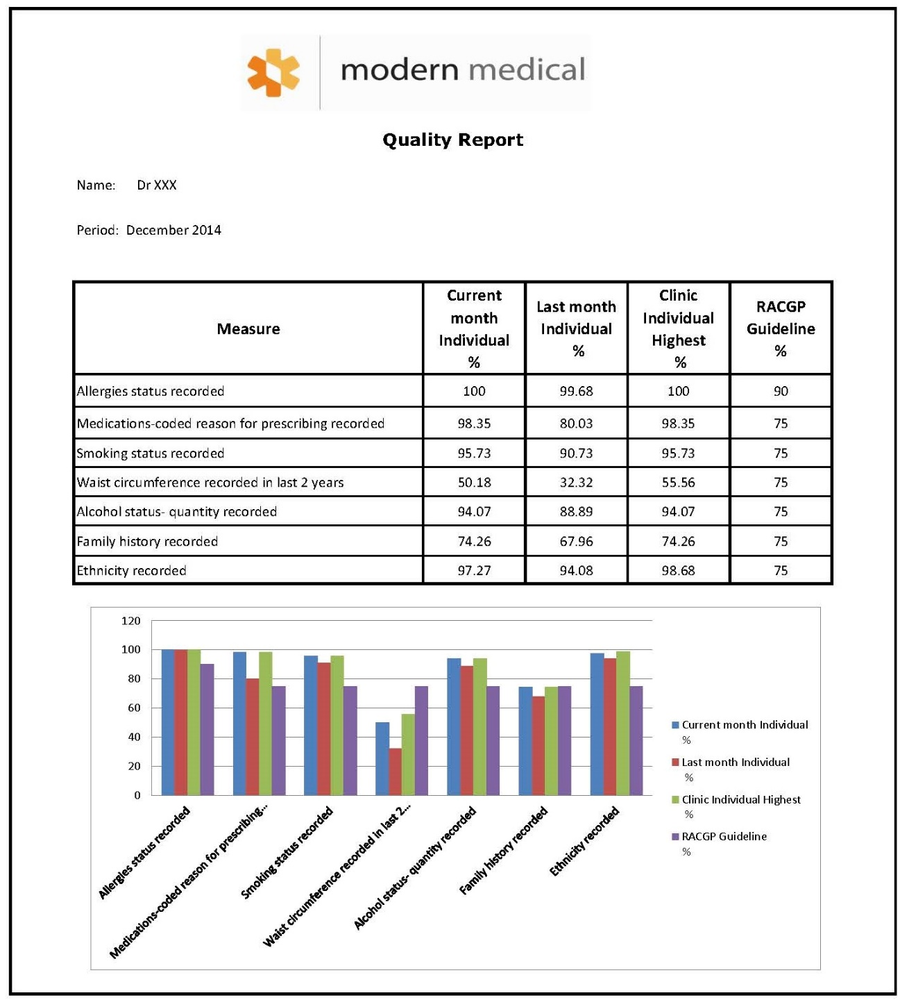 modern medical
Quality Report
Name: Dr XXX
Period: December 2014
Measure
Current month Individual %
Last month Individual %
Clinic Individual Highest %
RACGP Guideline %
Allergies status recorded 100 99.68 100 90
Medications-coded reason for prescribing recorded 98.35 80.03 98.35 75
Smoking status recorded 95.73 90.73 95.73 75
Waist circumference recorded in last 2 years 50.18 32.32 55.56 75
Alcohol status- quantity recorded 94.07 88.89 94.07 75
Family history recorded 74.26 67.96 74.26 75
Ethnicity recorded 97.27 94.08 98.68 75
120
100
80
60
40
20
0
Allergies status recorded
Medications-coded reason for prescribing...
Smoking status recorded
Waist circumference recorded in last 2...
Alcohol status- quantity recorded
Family history recorded
Ethnicity recorded
Current month Individual
%
Last month Individual
%
Clinic Individual Highest
%
RACGP Guideline
%